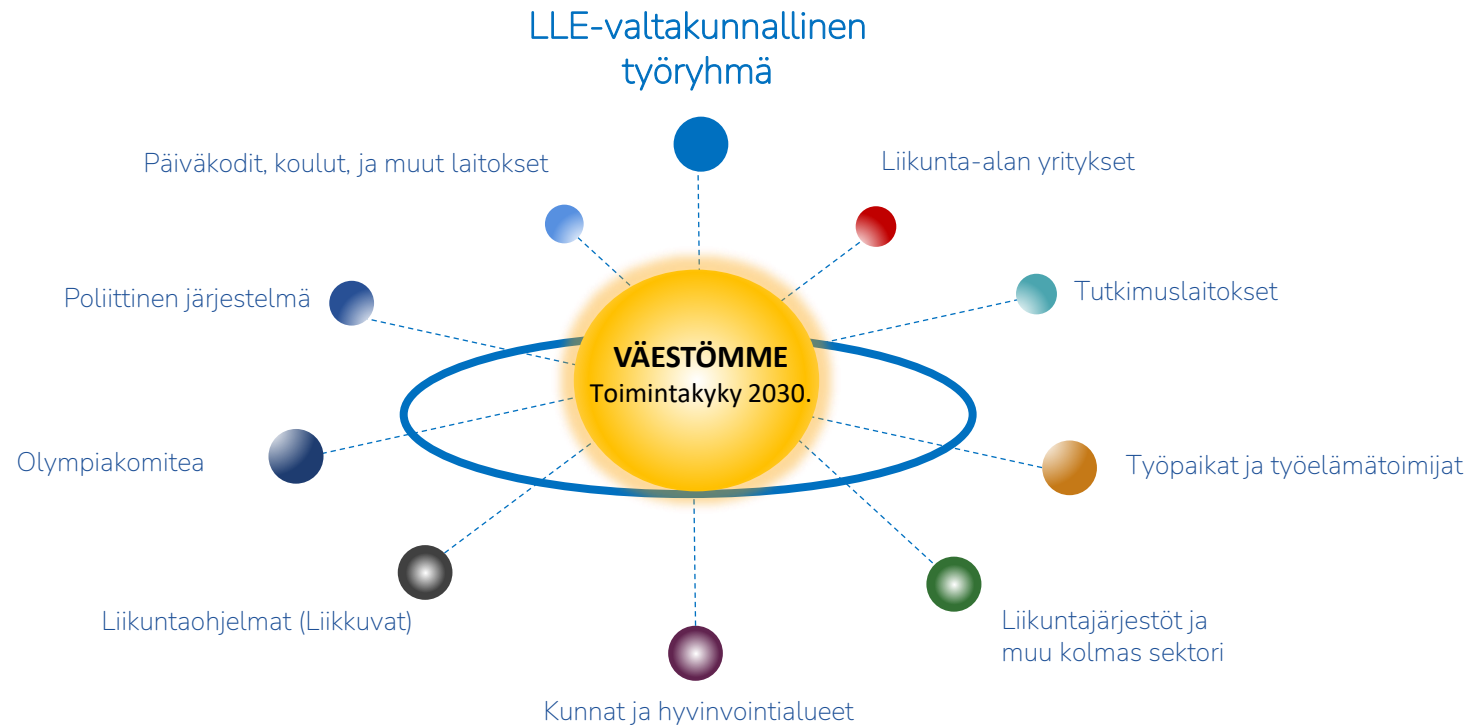 LLE-valtakunnallinen
työryhmä
Päiväkodit, koulut, ja muut laitokset
Liikunta-alan yritykset
Poliittinen järjestelmä
Tutkimuslaitokset
VÄESTÖMME
Toimintakyky 2030.
Olympiakomitea
Työpaikat ja työelämätoimijat
Liikuntaohjelmat (Liikkuvat)
Liikuntajärjestöt ja
muu kolmas sektori
Kunnat ja hyvinvointialueet